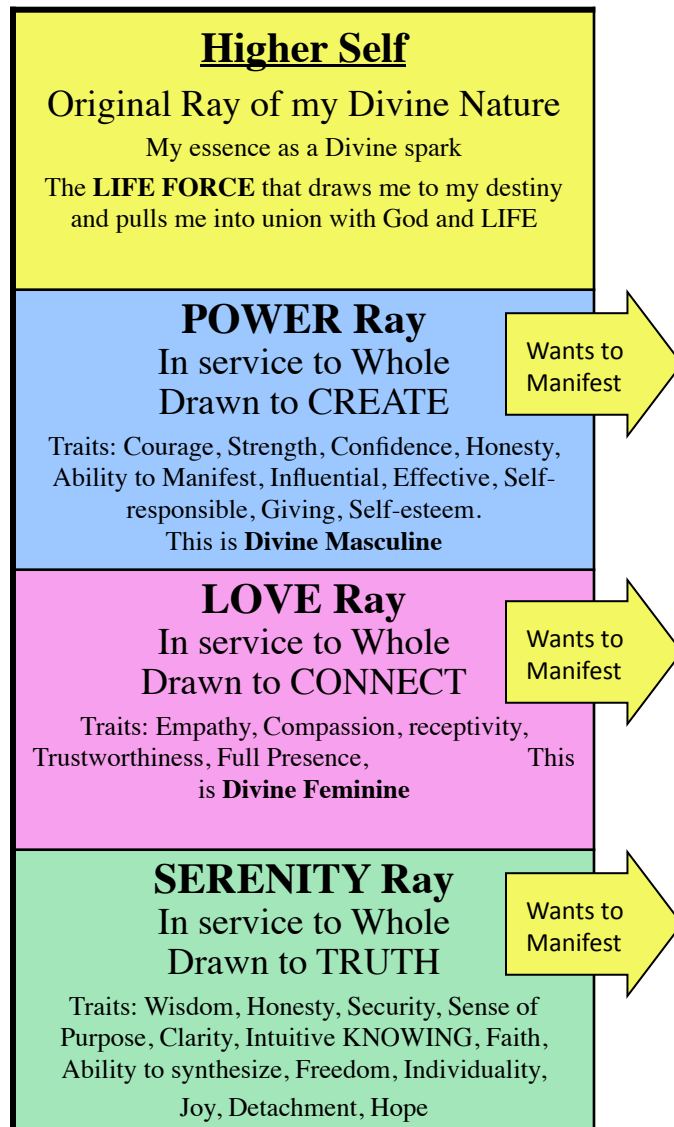 Higher Self
Original Ray of my Divine Nature
My essence as a Divine spark
The LIFE FORCE that draws me to my destiny
and pulls me into union with God and LIFE
POWER Ray
In service to Whole
Drawn to CREATE
Traits: Courage, Strength, Confidence, Honesty,
Ability to Manifest, Influential, Effective, Self-
responsible, Giving, Self-esteem.
This is Divine Masculine
Wants to
Manifest
LOVE Ray
In service to Whole
Drawn to CONNECT
Traits: Empathy, Compassion, receptivity,
Trustworthiness, Full Presence, This
is Divine Feminine
Wants to
Manifest
SERENITY Ray
In service to Whole
Drawn to TRUTH
Traits: Wisdom, Honesty, Security, Sense of
Purpose, Clarity, Intuitive KNOWING, Faith,
Ability to synthesize, Freedom, Individuality,
Joy, Detachment, Hope
Wants to
Manifest